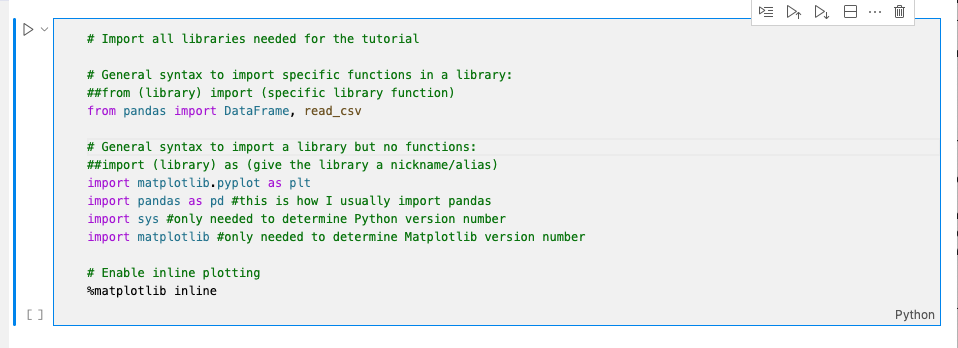 # Import all libraries needed for the tutorial
# General syntax to import specific functions in a library:
##from (library) import (specific library function)
from pandas import DataFrame, read_csv
# General syntax to import a library but no functions:
##import (library) as (give the library a nickname/alias)
import matplotlib.pyplot as plt
import pandas as pd #this is how I usually import pandas
import sys #only needed to determine Python version number
import matplotlib #only needed to determine Matplotlib version number
# Enable inline plotting
%matplotlib inline
[ ]
Python